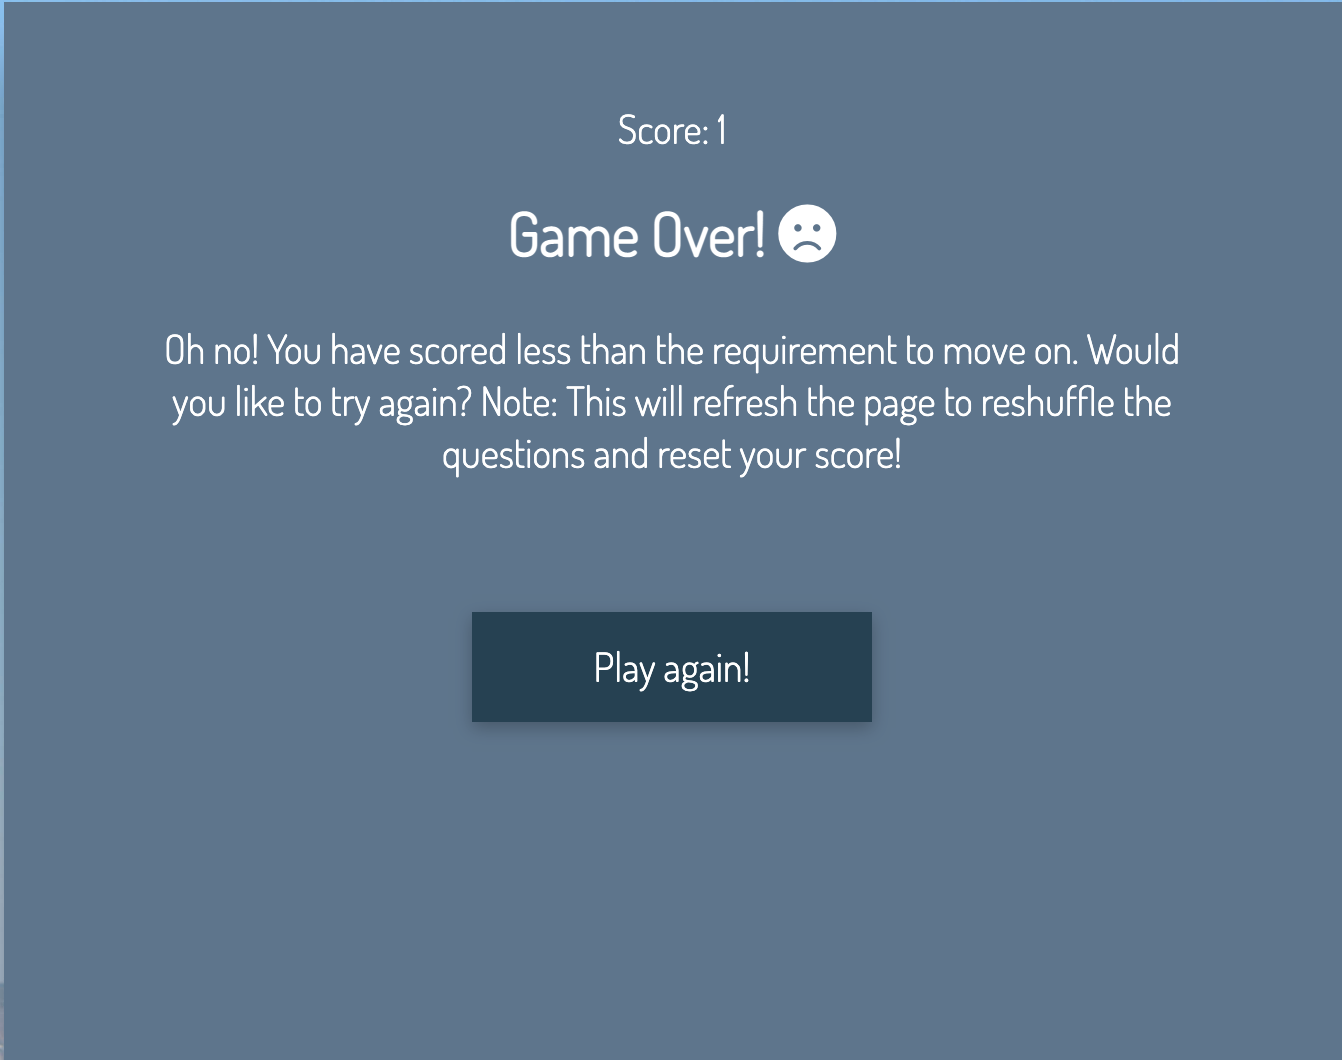 Score: 1
Game Over!
Oh no! You have scored less than the requirement to move on. Would
you like to try again? Note: This will refresh the page to reshuffle the
questions and reset your score!
Play again!